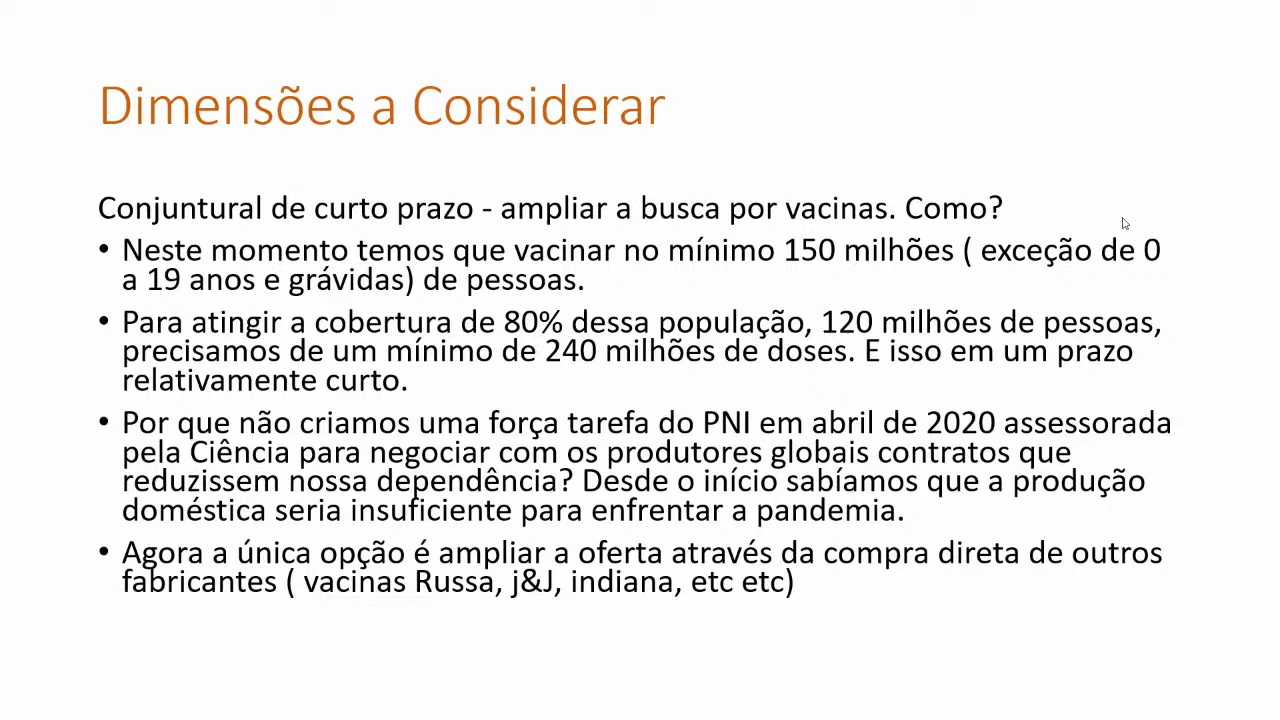 Dimensões a Considerar
Conjuntural de curto prazo - ampliar a busca por vacinas. Como?
• Neste momento temos que vacinar no mínimo 150 milhões ( exceção de 0
a 19 anos e grávidas) de pessoas.
• Para atingir a cobertura de 80% dessa população, 120 milhões de pessoas,
precisamos de um mínimo de 240 milhões de doses. E isso em um prazo
relativamente curto.
• Por que não criamos uma força tarefa do PNI em abril de 2020 assessorada
pela Ciência para negociar com os produtores globais contratos que
reduzissem nossa dependência? Desde o início sabíamos que a produção
doméstica seria insuficiente para enfrentar a pandemia.
• Agora a única opção é ampliar a oferta através da compra direta de outros
fabricantes ( vacinas Russa, j&J, indiana, etc etc)